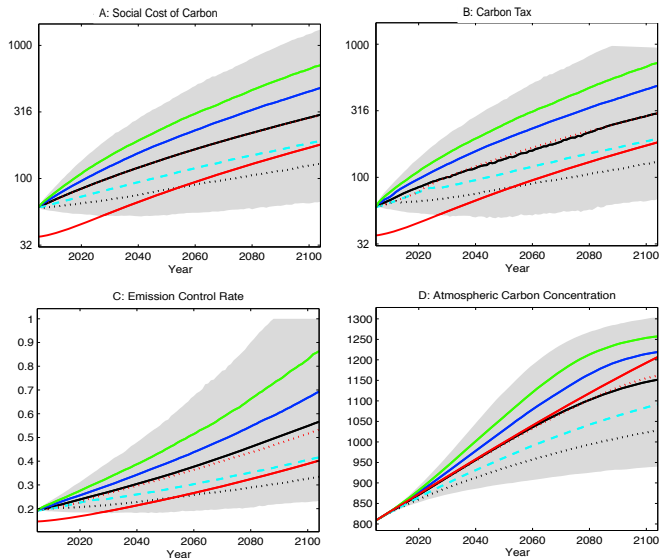 A: Social Cost of Carbon
1000
316
100
32
2020 2040 2060 2080 2100
Year
B: Carbon Tax
1000
316
100
32
2020 2040 2060 2080 2100
Year
C: Emission Control Rate
1
0.9
0.8
0.7
0.6
0.5
0.4
0.3
0.2
2020 2040 2060 2080 2100
Year
D: Atmospheric Carbon Concentration
1300
1250
1200
1150
1100
1050
1000
950
900
850
800
2020 2040 2060 2080 2100
Year